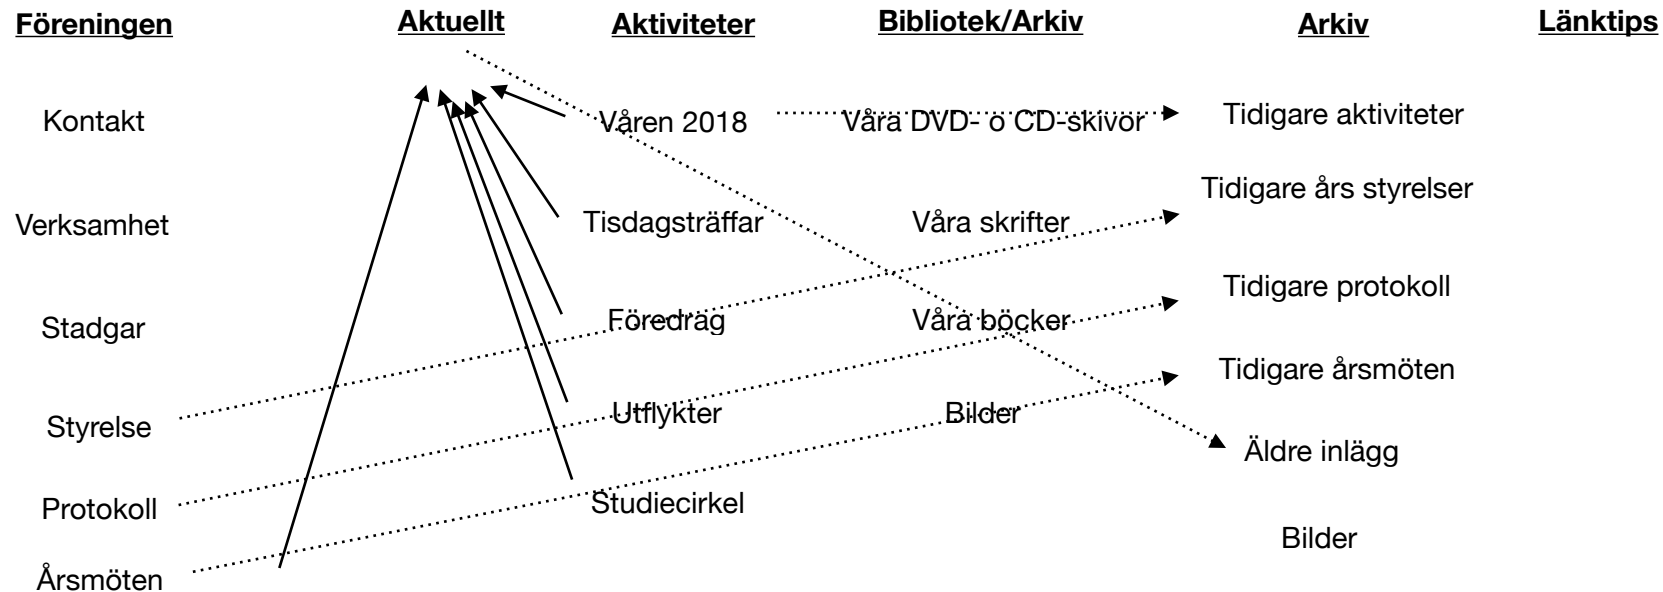 Föreningen
Aktuellt
Aktiviteter
Bibliotek/Arkiv
Arkiv
Länktips
Kontakt
Våren 2018
Våra DVD- o CD-skivor
Tidigare aktiviteter
Tidigare års styrelser
Verksamhet
Tisdagsträffar
Våra skrifter
Tidigare protokoll
Stadgar
Föredrag
Våra böcker
Tidigare årsmöten
Styrelse
Utflykter
Bilder
Äldre inlägg
Protokoll
Studiecirkel
Bilder
Årsmöten